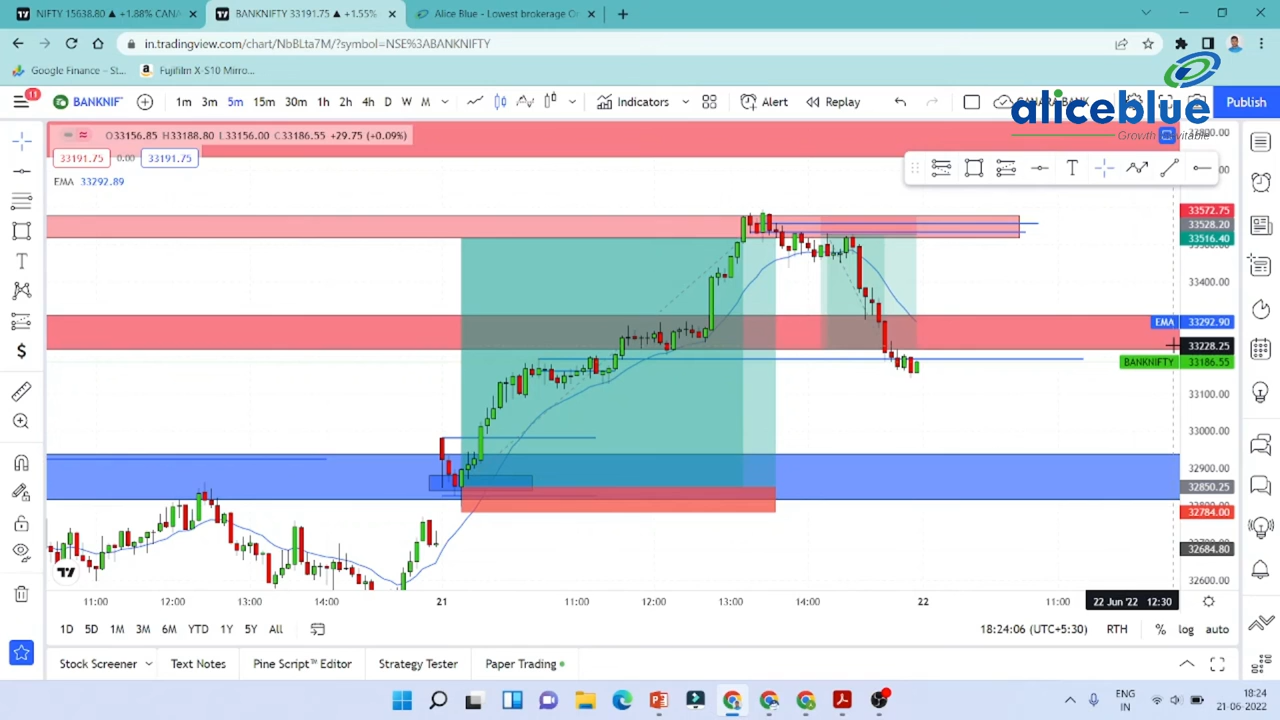 NIFTY 15638.80 ▲ +1.88% CANA
BANKNIFTY 33191.75 ▲ +1.55%
Alice Blue - Lowest brokerage O
in.tradingview.com/chart/NbBLta7M/?symbol=NSE%3ABANKNIFTY
Google Finance - St...
Fujifilm X-S10 Mirro...
11
BANKNIF
1m 3m 5m 15m 30m 1h 2h 4h D W M
Indicators
Alert
Replay
CANARA BANK
Publish
aliceblue
Growth Inevitable
O33156.85 H33188.80 L33156.00 C33186.55 +29.75 (+0.09%)
33191.75 0.00 33191.75
EMA 33292.89
33800.00
33572.75
33528.20
33516.40
33400.00
EMA 33292.90
33228.25
BANKNIFTY 33186.55
33100.00
33000.00
32900.00
32850.25
32784.00
32684.80
32600.00
11:00 12:00 13:00 14:00 21 11:00 12:00 13:00 14:00 22 11:00 22 Jun '22 12:30
1D 5D 1M 3M 6M YTD 1Y 5Y All
18:24:06 (UTC+5:30) RTH % log auto
Stock Screener Text Notes Pine Script™ Editor Strategy Tester Paper Trading
ENG
IN
18:24
21-06-2022